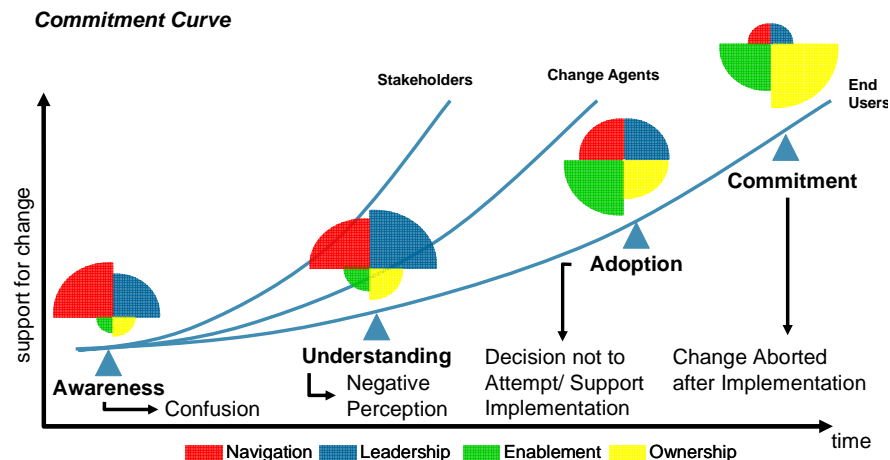 Commitment Curve
Stakeholders
Change Agents
End
Users
support for change
Commitment
Adoption
Understanding
Awareness
Confusion
Negative
Perception
Decision not to
Attempt/ Support
Implementation
Change Aborted
after Implementation
time
Navigation
Leadership
Enablement
Ownership